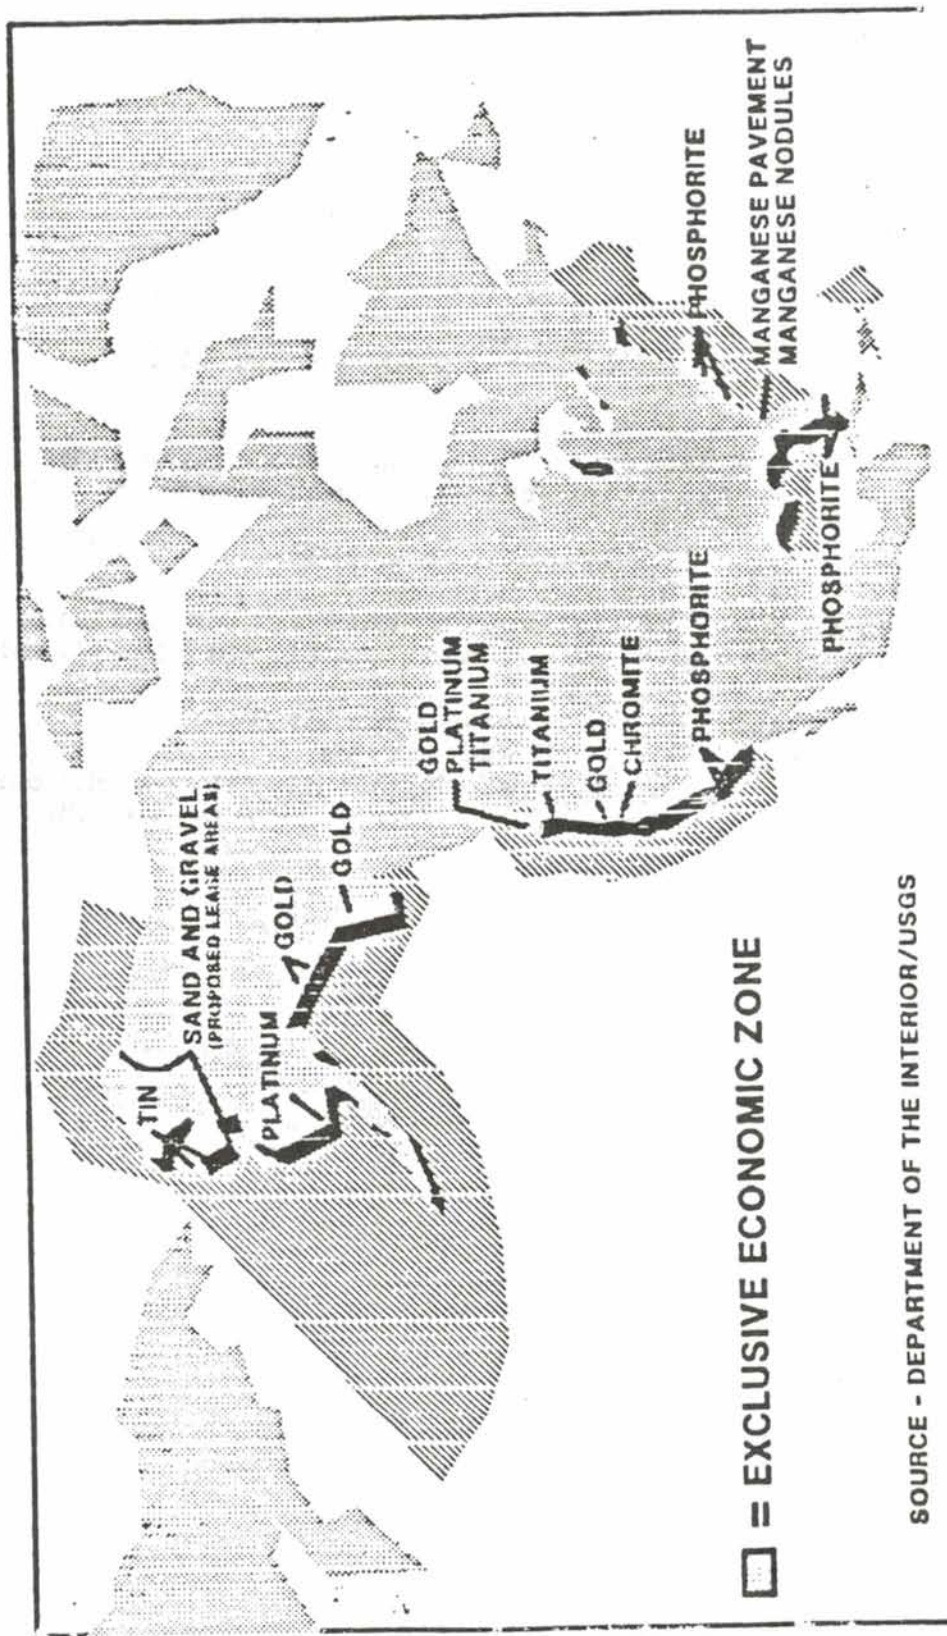 TIN
SAND AND GRAVEL
(PROPOSED LEASE AREAS)
PLATINUM
GOLD
GOLD
GOLD
PLATINUM
TITANIUM
TITANIUM
GOLD
CHROMITE
PHOSPHORITE
PHOSPHORITE
PHOSPHORITE
MANGANESE PAVEMENT
MANGANESE NODULES
= EXCLUSIVE ECONOMIC ZONE
SOURCE - DEPARTMENT OF THE INTERIOR/USGS